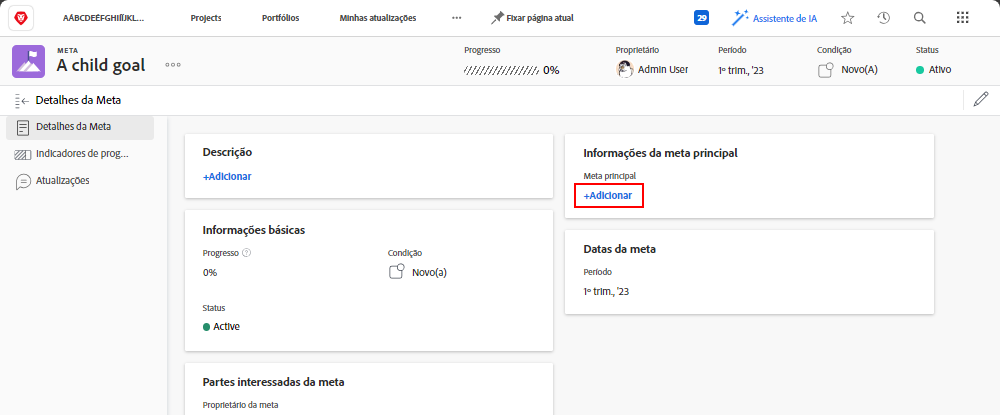 AÁBCDEÉFGHIÍJKL...
Projects
Portfólios
Minhas atualizações
Fixar página atual
29
Assistente de IA
META
A child goal
Progresso
0%
Proprietário
Admin User
Período
1º trim., '23
Condição
Novo(A)
Status
Ativo
Detalhes da Meta
Detalhes da Meta
Indicadores de prog...
Atualizações
Descrição
+Adicionar
Informações básicas
Progresso
0%
Condição
Novo(a)
Status
Active
Partes interessadas da meta
Proprietário da meta
Informações da meta principal
Meta principal
+Adicionar
Datas da meta
Período
1º trim., '23